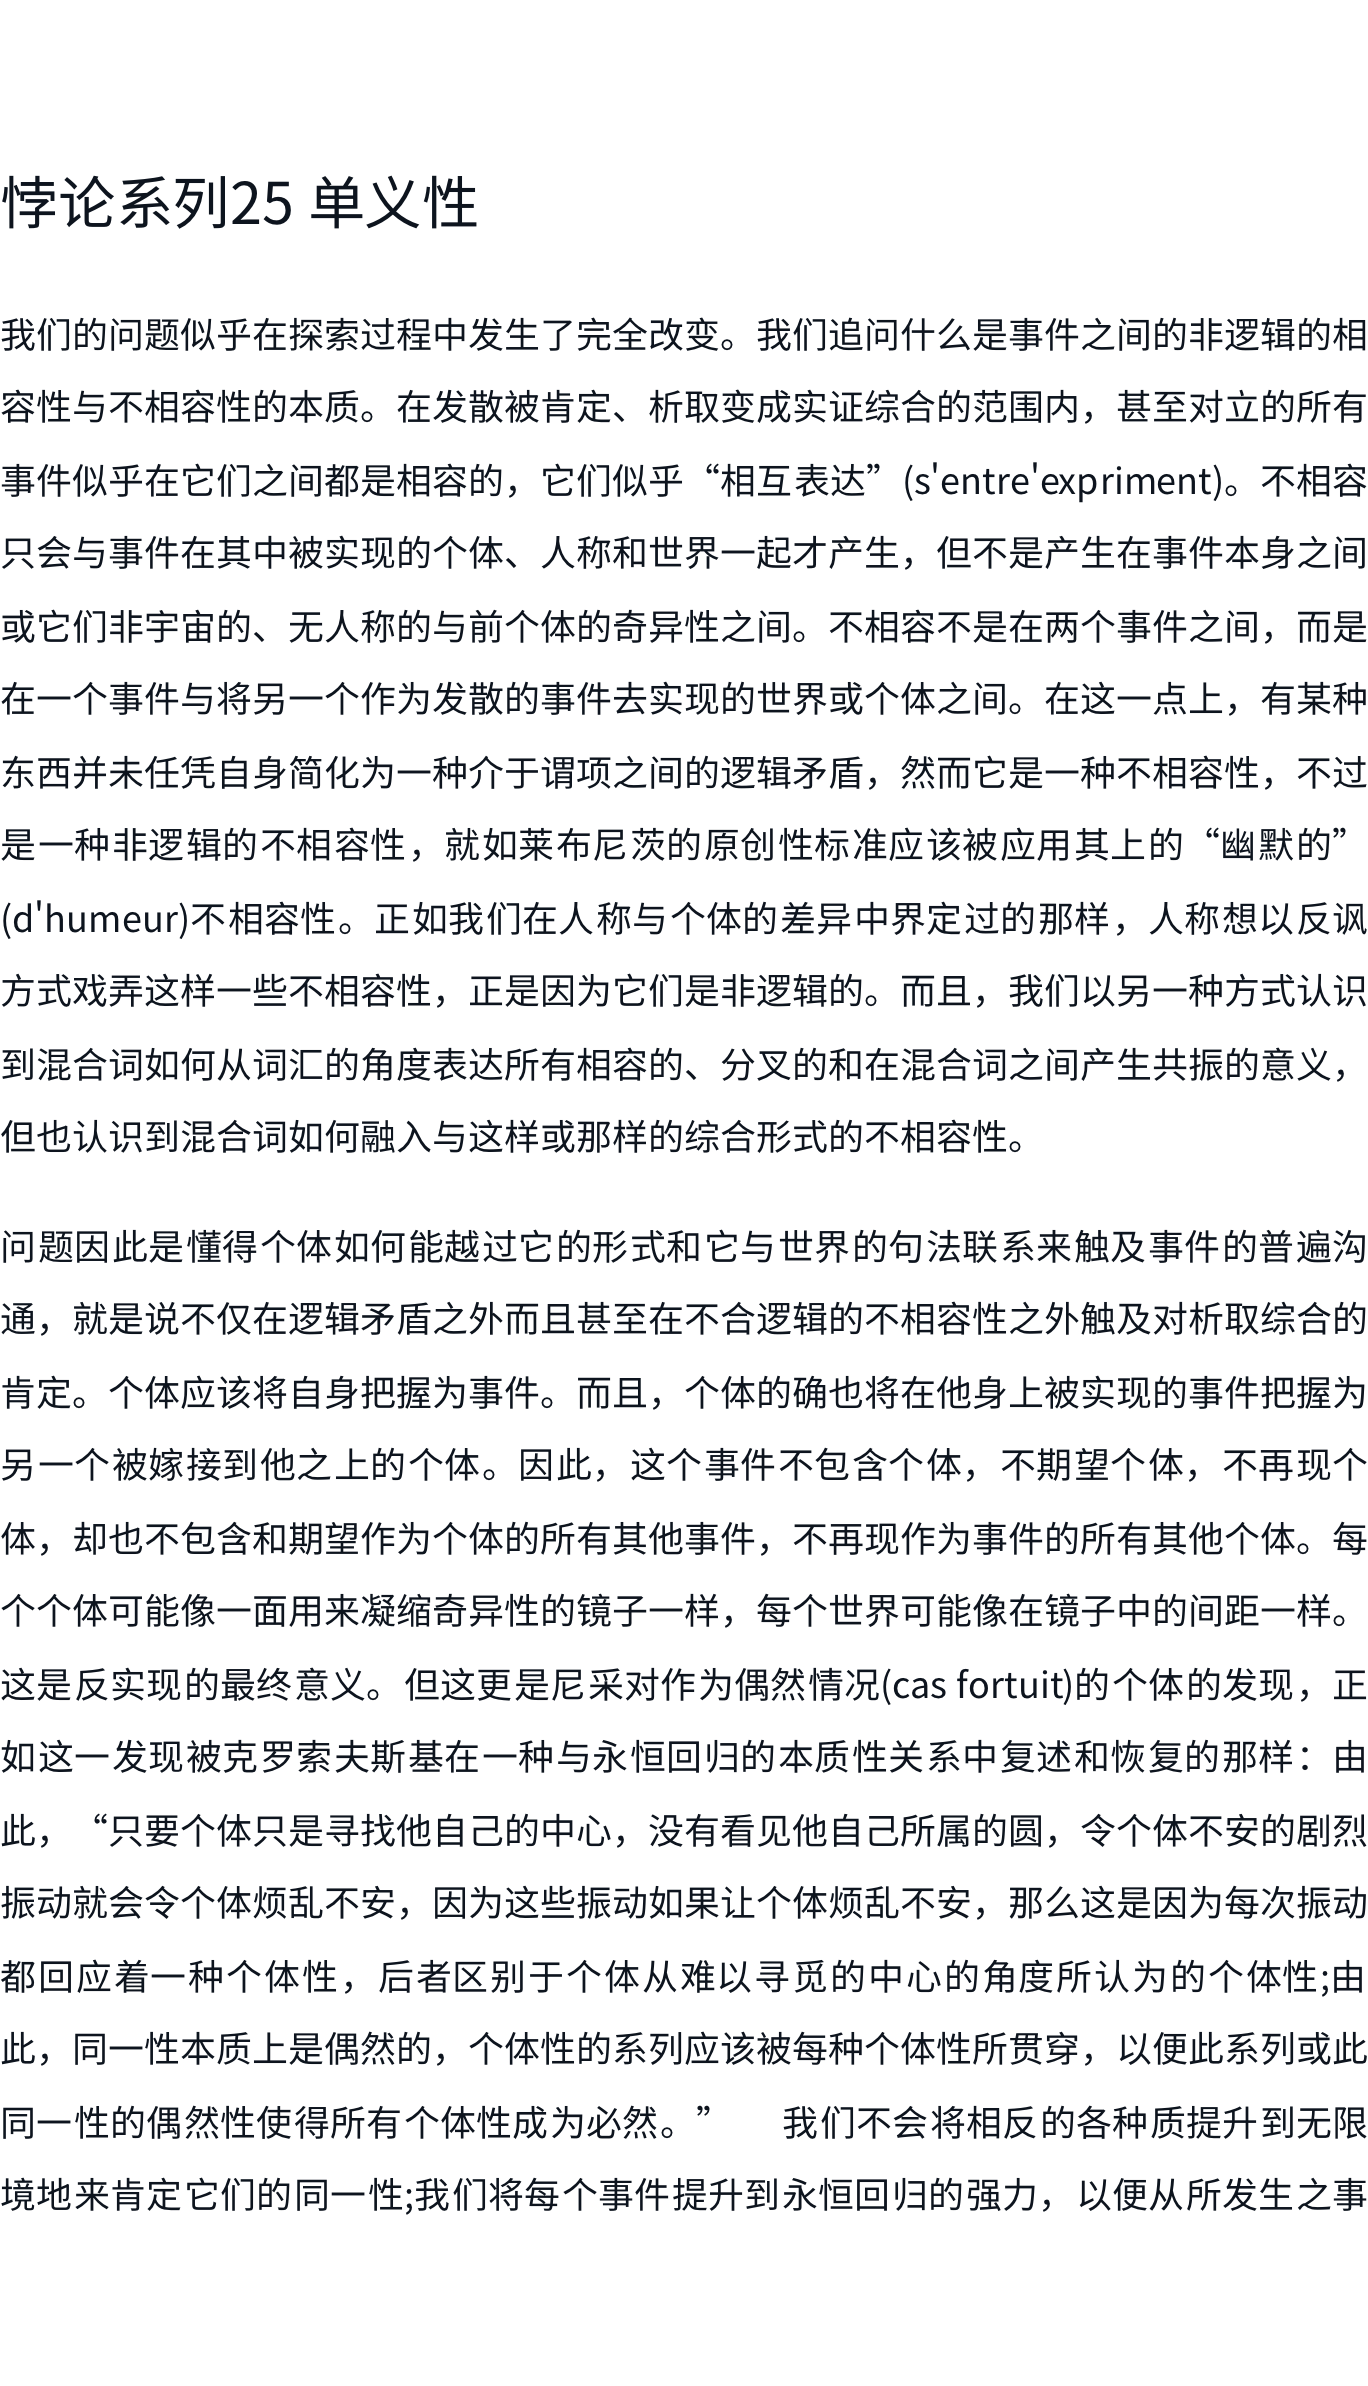 悖论系列25 单义性
我们的问题似乎在探索过程中发生了完全改变。我们追问什么是事件之间的非逻辑的相
容性与不相容性的本质。在发散被肯定、析取变成实证综合的范围内，甚至对立的所有
事件似乎在它们之间都是相容的，它们似乎“相互表达”(s'entre'expriment)。不相容
只会与事件在其中被实现的个体、人称和世界一起才产生，但不是产生在事件本身之间
或它们非宇宙的、无人称的与前个体的奇异性之间。不相容不是在两个事件之间，而是
在一个事件与将另一个作为发散的事件去实现的世界或个体之间。在这一点上，有某种
东西并未任凭自身简化为一种介于谓项之间的逻辑矛盾，然而它是一种不相容性，不过
是一种非逻辑的不相容性，就如莱布尼茨的原创性标准应该被应用其上的“幽默的”
(d'humeur)不相容性。正如我们在人称与个体的差异中界定过的那样，人称想以反讽
方式戏弄这样一些不相容性，正是因为它们是非逻辑的。而且，我们以另一种方式认识
到混合词如何从词汇的角度表达所有相容的、分叉的和在混合词之间产生共振的意义，
但也认识到混合词如何融入与这样或那样的综合形式的不相容性。
问题因此是懂得个体如何能越过它的形式和它与世界的句法联系来触及事件的普遍沟
通，就是说不仅在逻辑矛盾之外而且甚至在不合逻辑的不相容性之外触及对析取综合的
肯定。个体应该将自身把握为事件。而且，个体的确也将在他身上被实现的事件把握为
另一个被嫁接到他之上的个体。因此，这个事件不包含个体，不期望个体，不再现个
体，却也不包含和期望作为个体的所有其他事件，不再现作为事件的所有其他个体。每
个个体可能像一面用来凝缩奇异性的镜子一样，每个世界可能像在镜子中的间距一样。
这是反实现的最终意义。但这更是尼采对作为偶然情况(cas fortuit)的个体的发现，正
如这一发现被克罗索夫斯基在一种与永恒回归的本质性关系中复述和恢复的那样：由
此，“只要个体只是寻找他自己的中心，没有看见他自己所属的圆，令个体不安的剧烈
振动就会令个体烦乱不安，因为这些振动如果让个体烦乱不安，那么这是因为每次振动
都回应着一种个体性，后者区别于个体从难以寻觅的中心的角度所认为的个体性;由
此，同一性本质上是偶然的，个体性的系列应该被每种个体性所贯穿，以便此系列或此
同一性的偶然性使得所有个体性成为必然。”　　我们不会将相反的各种质提升到无限
境地来肯定它们的同一性;我们将每个事件提升到永恒回归的强力，以便从所发生之事